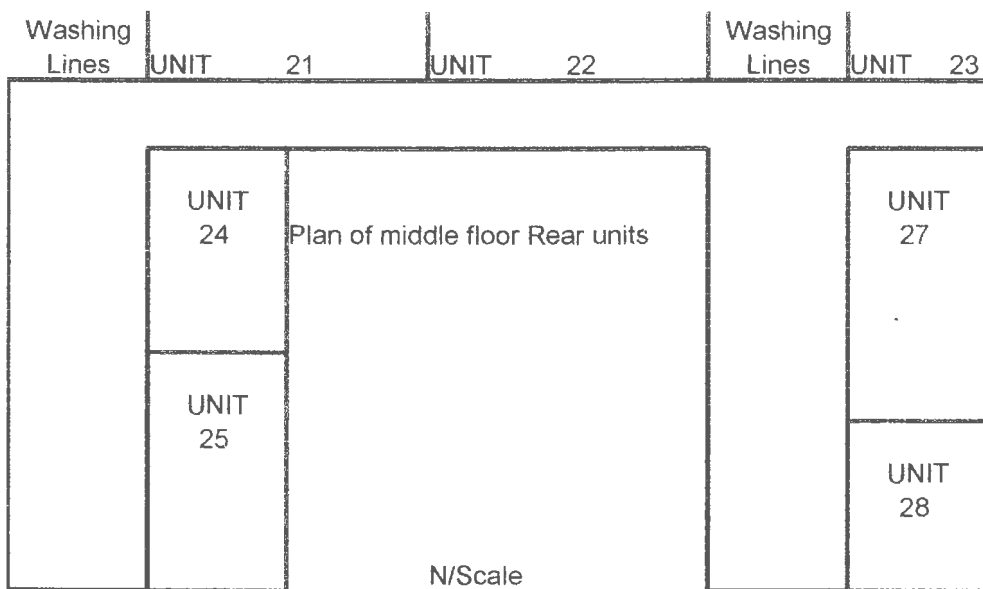 Washing
Lines
UNIT 21
UNIT 22
Washing
Lines
UNIT 23
UNIT
24
Plan of middle floor Rear units
UNIT
27
UNIT
25
UNIT
28
N/Scale